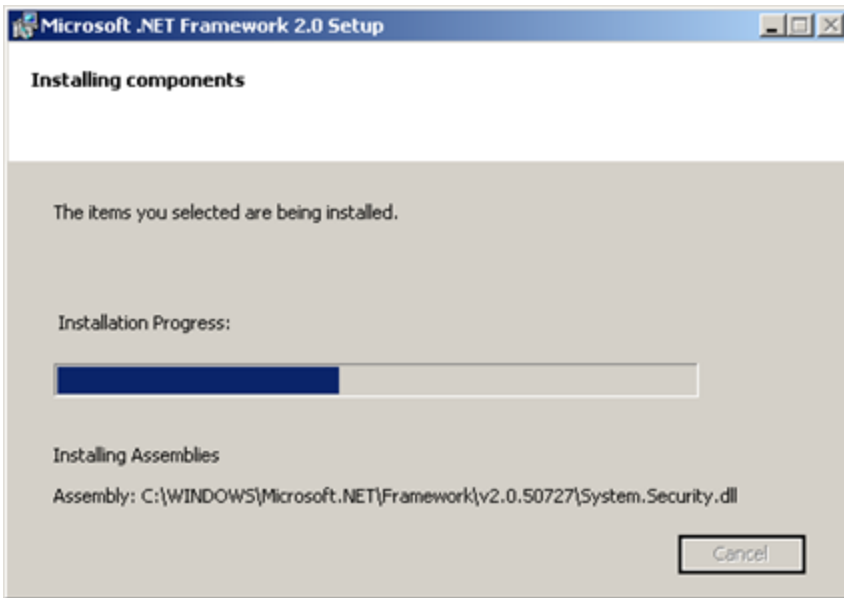 Microsoft .NET Framework 2.0 Setup
Installing components
The items you selected are being installed.
Installation Progress:
Installing Assemblies
Assembly: C:\WINDOWS\Microsoft.NET\Framework\v2.0.50727\System.Security.dll
Cancel